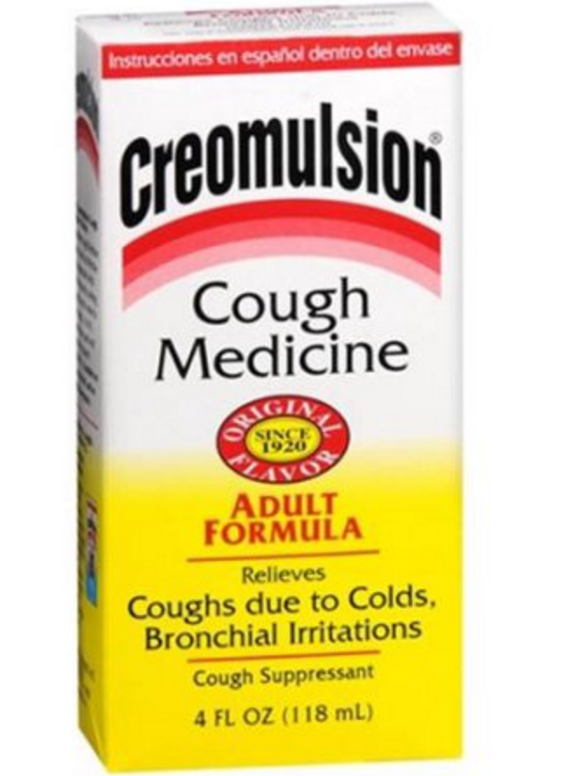 Instrucciones en español dentro del envase
Creomulsion®
Cough
Medicine
ORIGINAL
SINCE
1920
FLAVOR
ADULT
FORMULA
Relieves
Coughs due to Colds,
Bronchial Irritations
Cough Suppressant
4 FL OZ (118 mL)